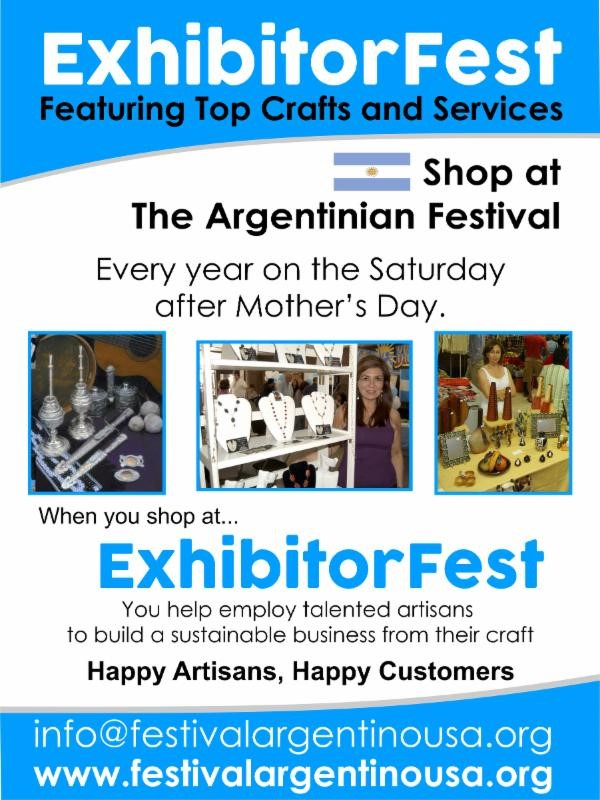 ExhibitorFest
Featuring Top Crafts and Services
Shop at
The Argentinian Festival
Every year on the Saturday
after Mother's Day.
When you shop at...
ExhibitorFest
You help employ talented artisans
to build a sustainable business from their craft
Happy Artisans, Happy Customers
info@festivalargentinousa.org
www.festivalargentinousa.org